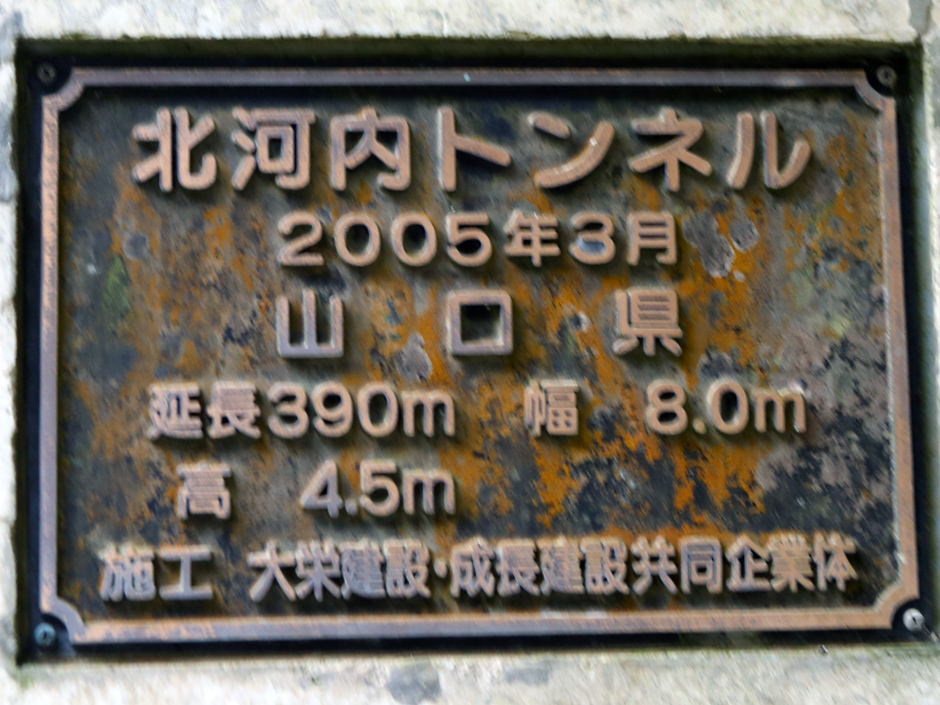 北河内トンネル
2005年3月
山口県
延長390m 幅 8.0m
高 4.5m
施工 大栄建設・成長建設共同企業体